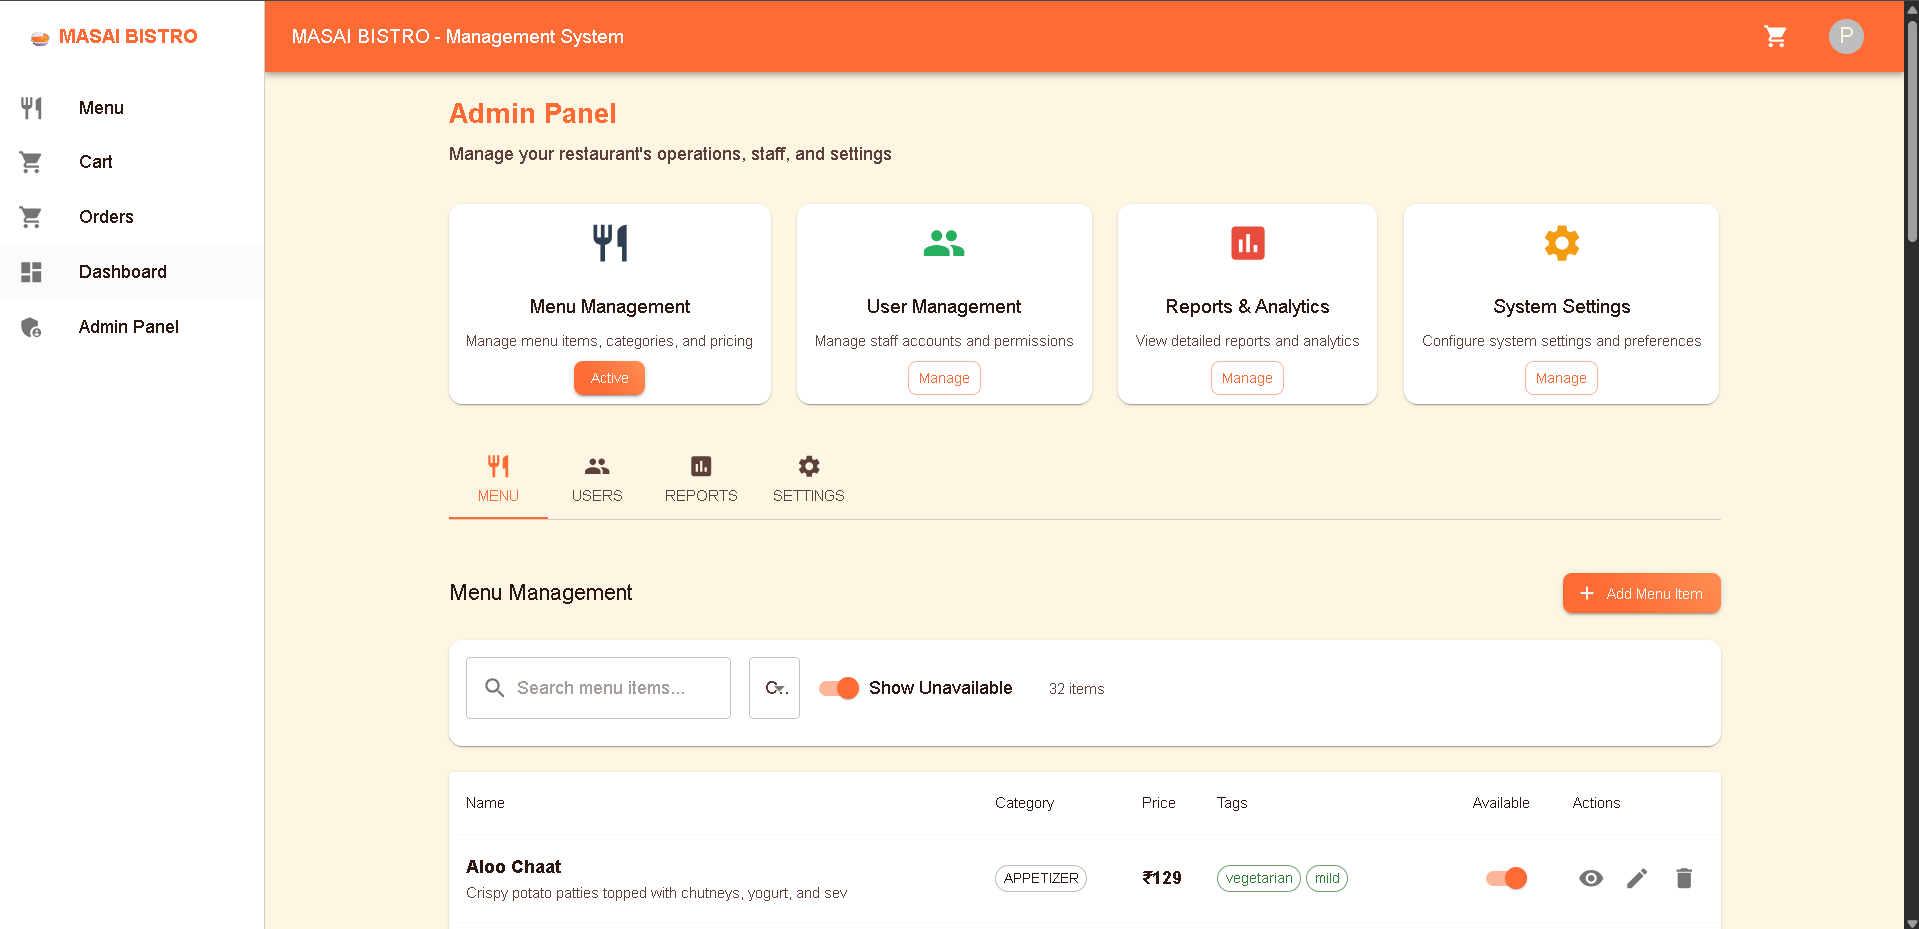 MASAI BISTRO
MASAI BISTRO - Management System
P
Menu
Cart
Orders
Dashboard
Admin Panel
Admin Panel
Manage your restaurant's operations, staff, and settings
Menu Management
Manage menu items, categories, and pricing
Active
User Management
Manage staff accounts and permissions
Manage
Reports & Analytics
View detailed reports and analytics
Manage
System Settings
Configure system settings and preferences
Manage
MENU
USERS
REPORTS
SETTINGS
Menu Management
Add Menu Item
Search menu items...
C...
Show Unavailable
32 items
Name Category Price Tags Available Actions
Aloo Chaat
Crispy potato patties topped with chutneys, yogurt, and sev
APPETIZER
₹129
vegetarian
mild